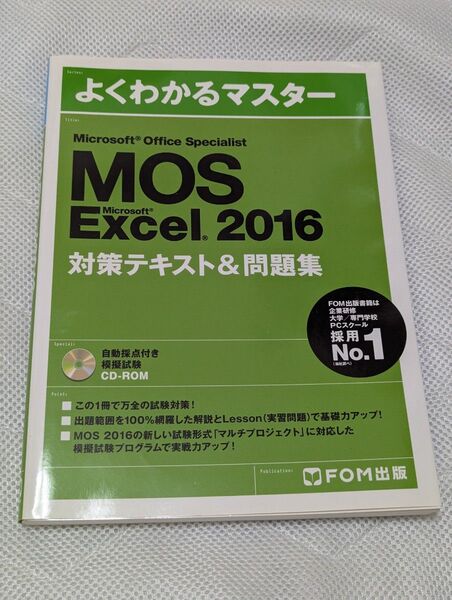 Series:
よくわかるマスター
Title:
Microsoft® Office Specialist
MOS
Microsoft®
Excel® 2016
対策テキスト&問題集
FOM出版書籍は
企業研修
大学/専門学校
PCスクール
採用
No.1
Special:
自動採点付き
模擬試験
CD-ROM
Point:
■ この1冊で万全の試験対策!
■ 出題範囲を100%網羅した解説とLesson(実習問題)で基礎力アップ!
■ MOS 2016の新しい試験形式「マルチプロジェクト」に対応した
模擬試験プログラムで実戦力アップ!
Publication:
FOM出版